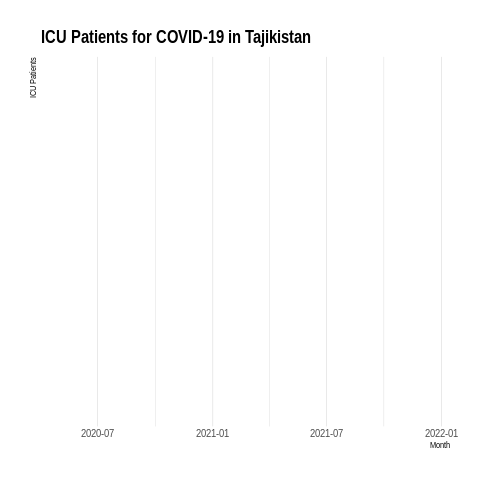 ICU Patients for COVID-19 in Tajikistan
ICU Patients
2020-07 2021-01 2021-07 2022-01
Month